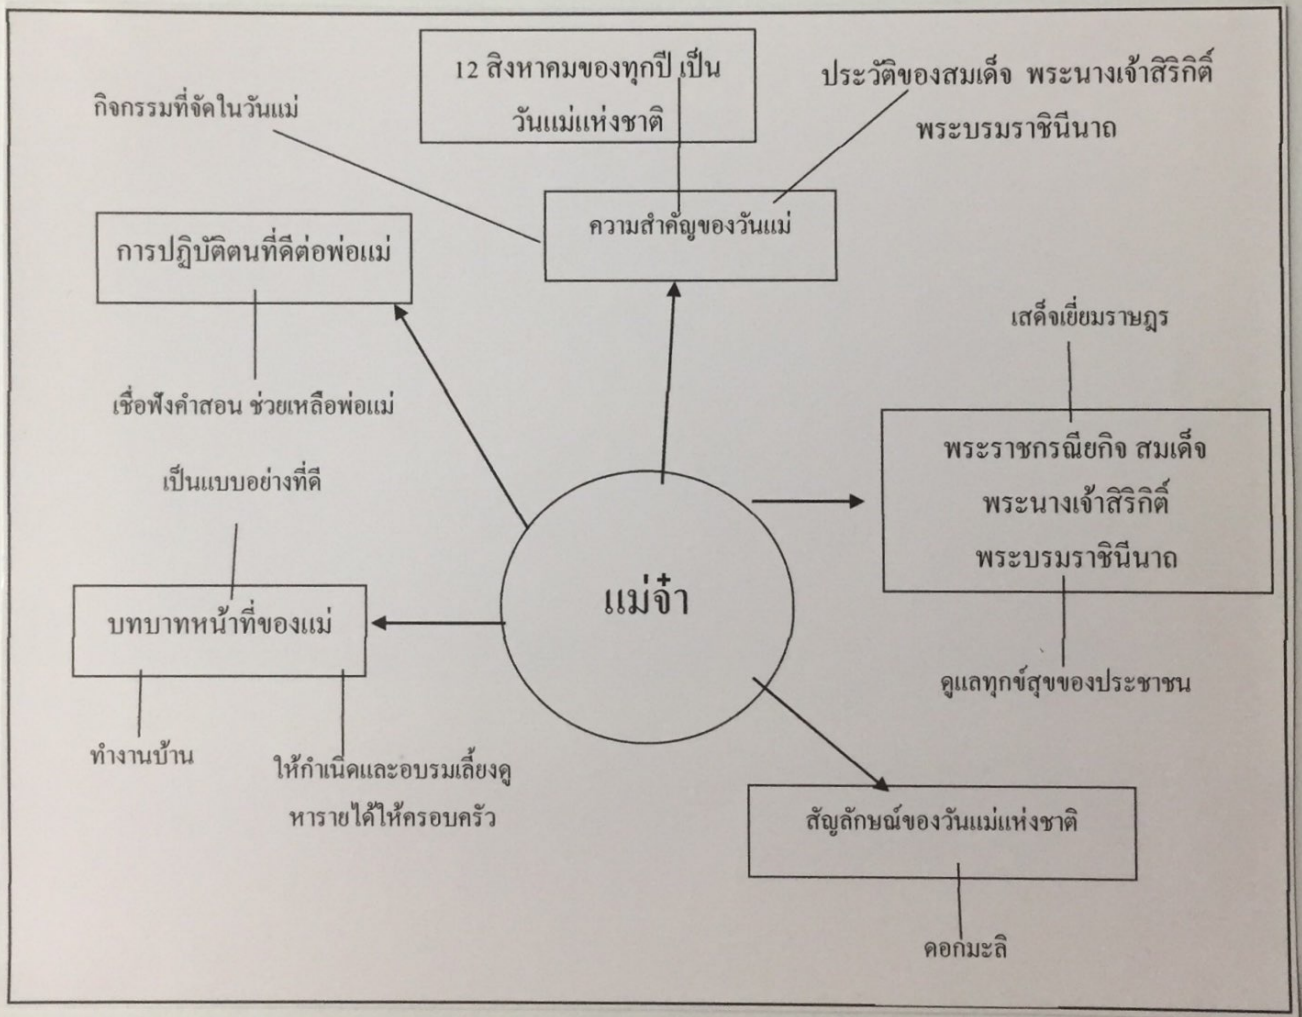 12 สิงหาคมของทุกปี เป็น
วันแม่แห่งชาติ
ประวัติของสมเด็จ พระนางเจ้าสิริกิติ์
พระบรมราชินีนาถ
กิจกรรมที่จัดในวันแม่
ความสำคัญของวันแม่
การปฏิบัติตนที่ดีต่อพ่อแม่
เชื่อฟังคำสอน ช่วยเหลือพ่อแม่
เสด็จเยี่ยมราษฎร
พระราชกรณียกิจ สมเด็จ
พระนางเจ้าสิริกิติ์
พระบรมราชินีนาถ
ดูแลทุกข์สุขของประชาชน
แม่จ๋า
เป็นแบบอย่างที่ดี
บทบาทหน้าที่ของแม่
ทำงานบ้าน
ให้กำเนิดและอบรมเลี้ยงดู
หารายได้ให้ครอบครัว
สัญลักษณ์ของวันแม่แห่งชาติ
ดอกมะลิ